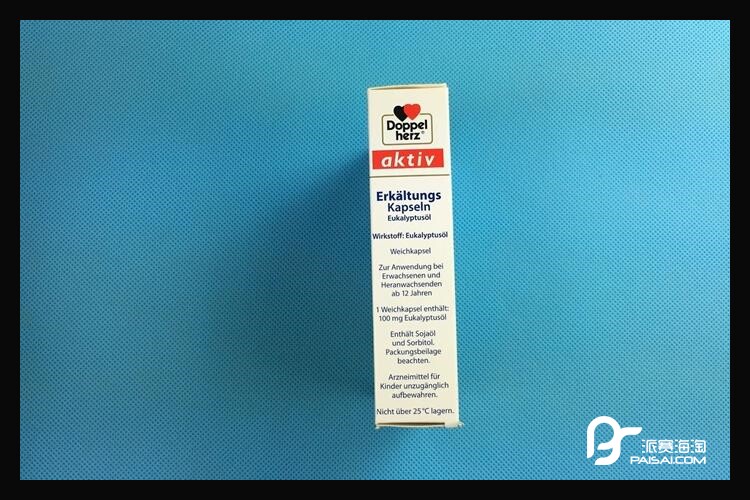 Doppel
herz®
aktiv
Erkältungs
Kapseln
Eukalyptusöl
Wirkstoff: Eukalyptusöl
Weichkapsel
Zur Anwendung bei
Erwachsenen und
Heranwachsenden
ab 12 Jahren
1 Weichkapsel enthält:
100 mg Eukalyptusöl
Enthält Sojaöl
und Sorbitol.
Packungsbeilage
beachten.
Arzneimittel für
Kinder unzugänglich
aufbewahren.
Nicht über 25 °C lagern.
派赛海淘
PAISAI.COM